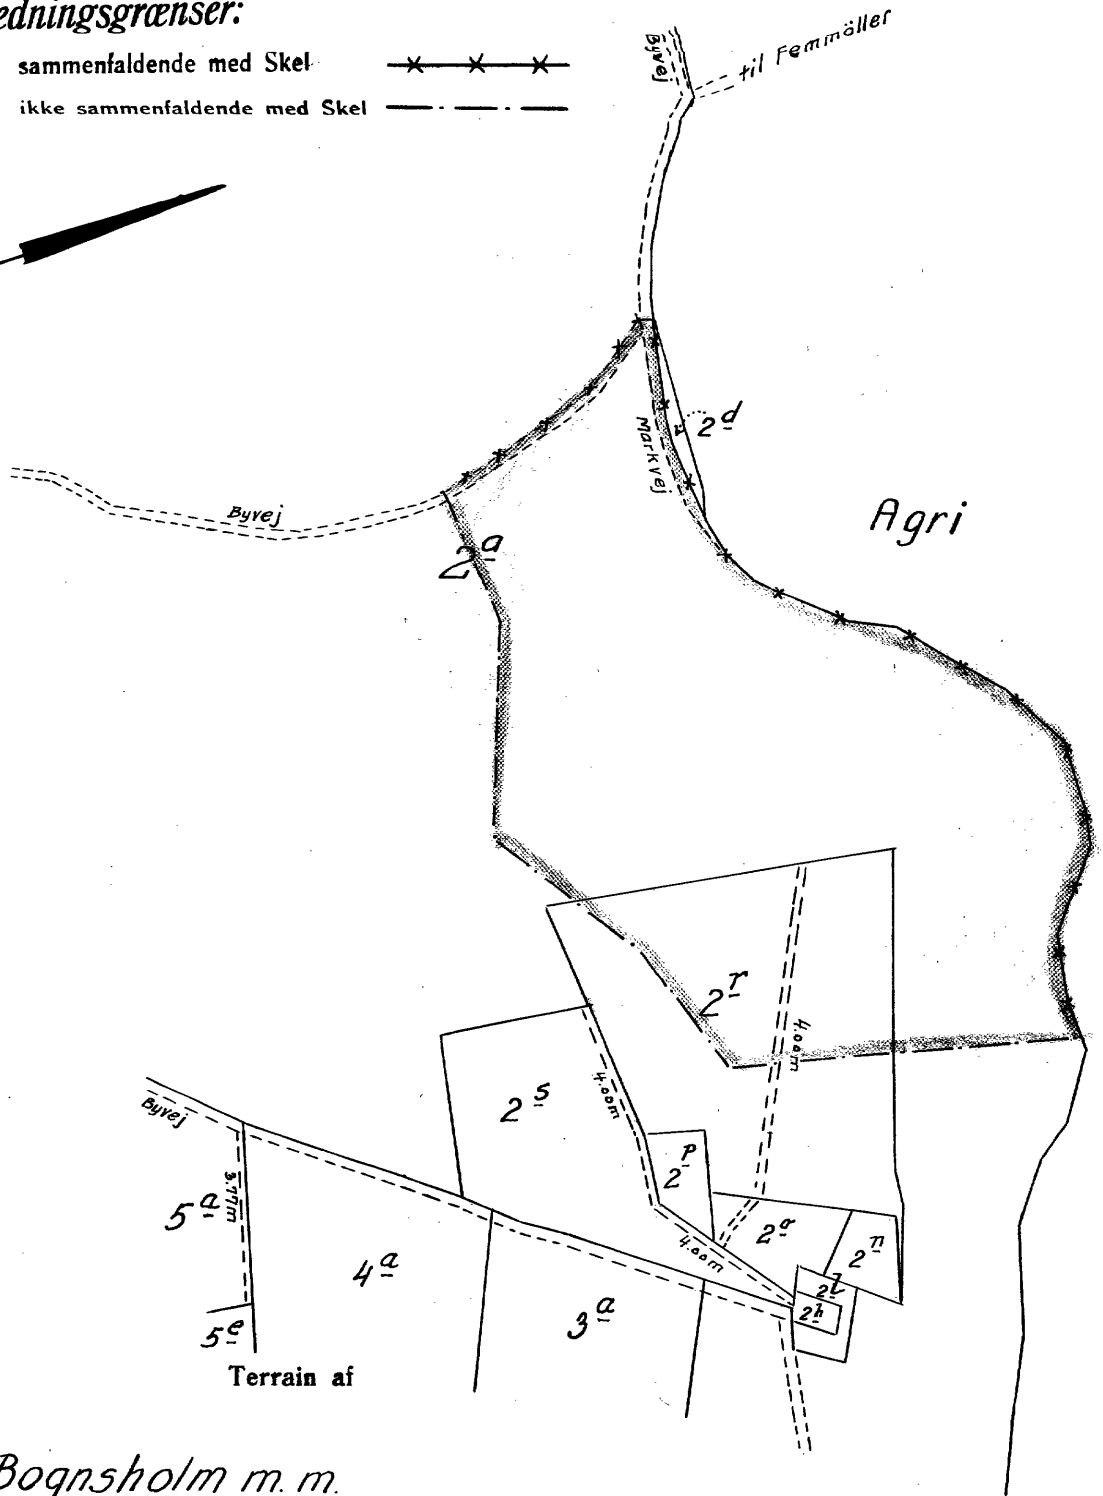 edningsgrænser:
sammenfaldende med Skel
ikke sammenfaldende med Skel
Byvej
til Femmöller
Markvej
2d
Byvej
2a
Agri
2r
4.00m
2s
4.00m
Byvej
2p
5a
3.77m
4a
2q
2n
4.00m
2l
2h
3a
5e
Terrain af
Bognsholm m. m.